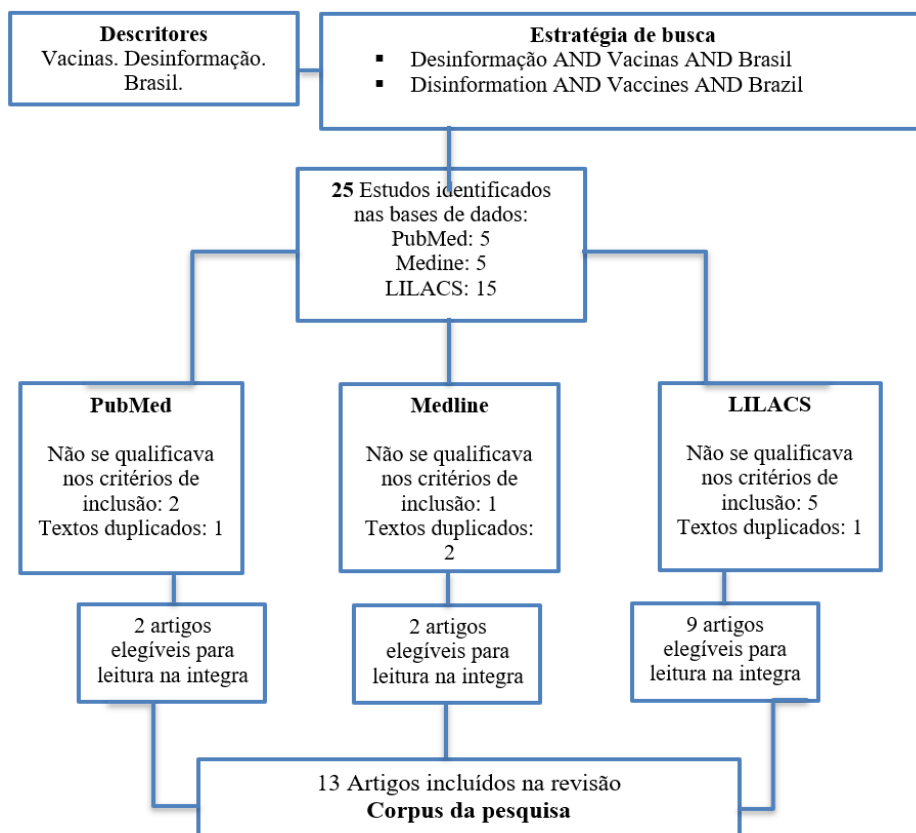 Descritores
Vacinas. Desinformação.
Brasil.
Estratégia de busca
▪ Desinformação AND Vacinas AND Brasil
▪ Disinformation AND Vaccines AND Brazil
25 Estudos identificados
nas bases de dados:
PubMed: 5
Medine: 5
LILACS: 15
PubMed
Não se qualificava
nos critérios de
inclusão: 2
Textos duplicados: 1
Medline
Não se qualificava
nos critérios de
inclusão: 1
Textos duplicados:
2
LILACS
Não se qualificava
nos critérios de
inclusão: 5
Textos duplicados: 1
2 artigos
elegíveis para
leitura na integra
2 artigos
elegíveis para
leitura na integra
9 artigos
elegíveis para
leitura na integra
13 Artigos incluídos na revisão
Corpus da pesquisa